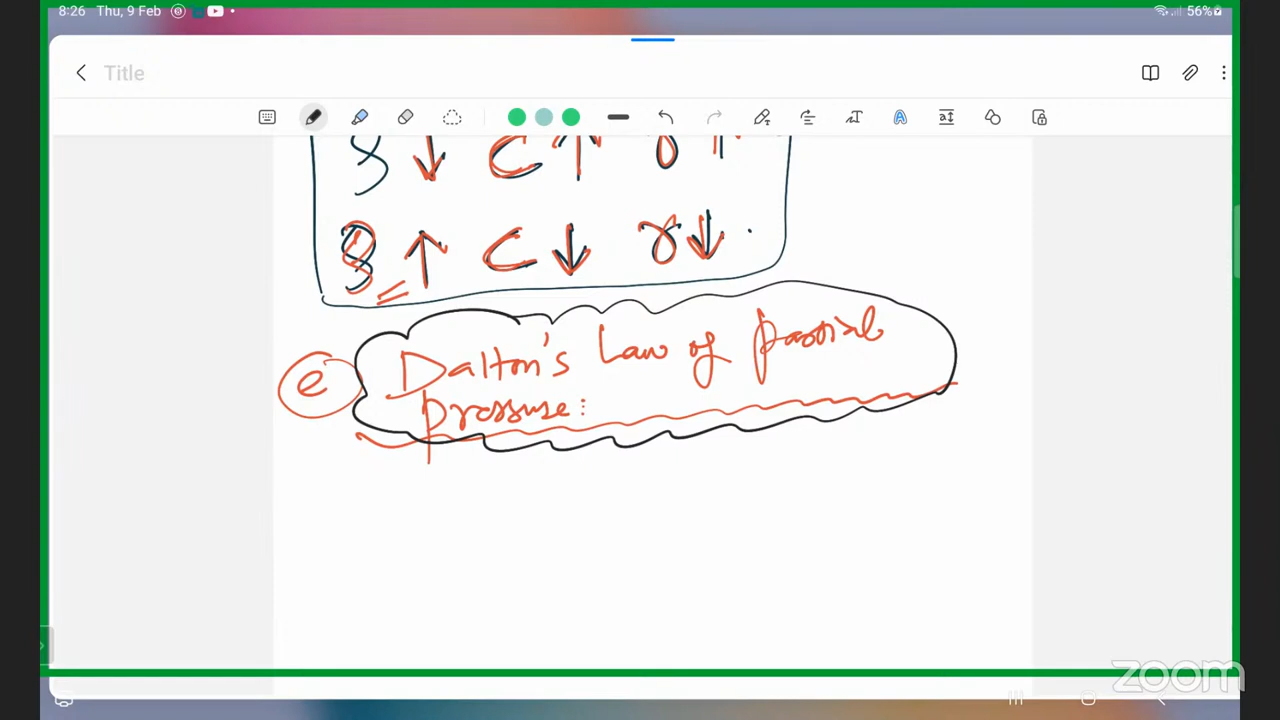 8:26 Thu, 9 Feb
56%
Title
S ↓ C ↑ γ ↑
S ↑ C ↓ γ ↓ .
e Dalton's Law of partial
pressure:
zoom